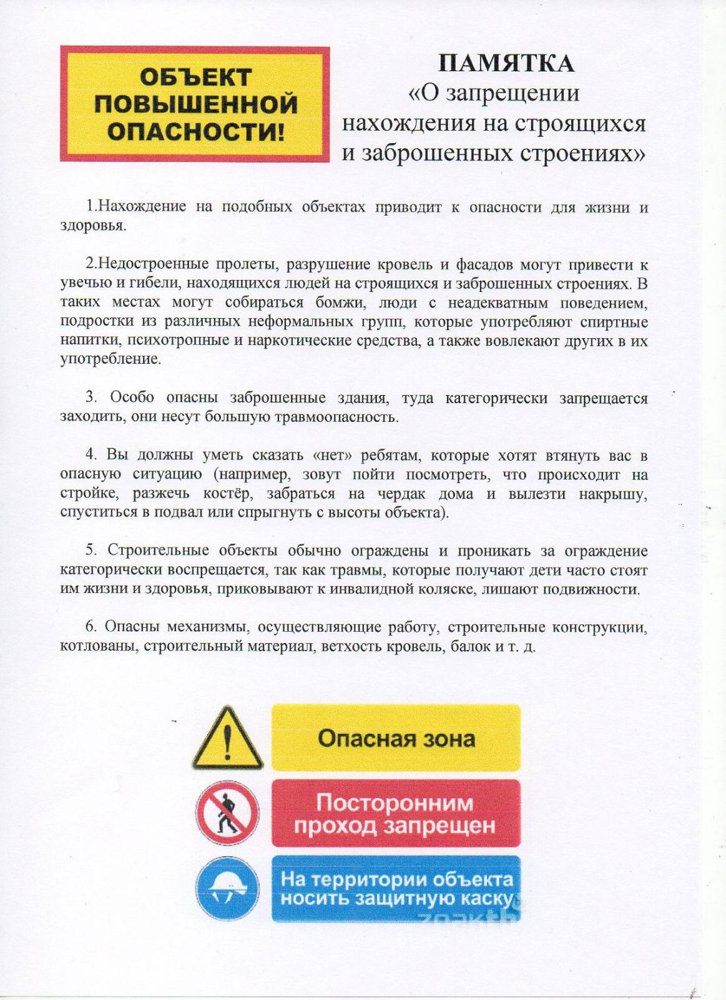 ОБЪЕКТ
ПОВЫШЕННОЙ
ОПАСНОСТИ!
ПАМЯТКА
«О запрещении
нахождения на строящихся
и заброшенных строениях»
1.Нахождение на подобных объектах приводит к опасности для жизни и
здоровья.
2.Недостроенные пролеты, разрушение кровель и фасадов могут привести к
увечью и гибели, находящихся людей на строящихся и заброшенных строениях. В
таких местах могут собираться бомжи, люди с неадекватным поведением,
подростки из различных неформальных групп, которые употребляют спиртные
напитки, психотропные и наркотические средства, а также вовлекают других в их
употребление.
3. Особо опасны заброшенные здания, туда категорически запрещается
заходить, они несут большую травмоопасность.
4. Вы должны уметь сказать «нет» ребятам, которые хотят втянуть вас в
опасную ситуацию (например, зовут пойти посмотреть, что происходит на
стройке, разжечь костёр, забраться на чердак дома и вылезти накрышу,
спуститься в подвал или спрыгнуть с высоты объекта).
5. Строительные объекты обычно ограждены и проникать за ограждение
категорически воспрещается, так как травмы, которые получают дети часто стоят
им жизни и здоровья, приковывают к инвалидной коляске, лишают подвижности.
6. Опасны механизмы, осуществляющие работу, строительные конструкции,
котлованы, строительный материал, ветхость кровель, балок и т. д.
Опасная зона
Посторонним
проход запрещен
На территории объекта
носить защитную каску